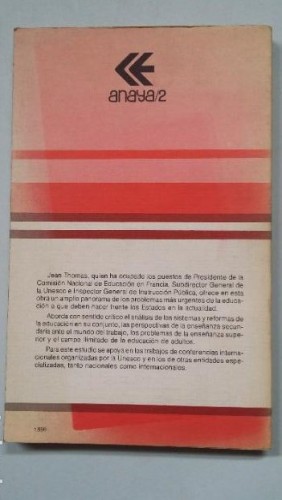 anaya/2
Jean Thomas, quien ha ocupado los puestos de Presidente de la
Comisión Nacional de Educación en Francia, Subdirector General de
la Unesco e Inspector General de Instrucción Pública, ofrece en esta
obra un amplio panorama de los problemas más urgentes de la educa-
ción a que deben hacer frente los Estados en la actualidad.
Aborda con sentido crítico el análisis de los sistemas y reformas de
la educación en su conjunto, las perspectivas de la enseñanza secun-
daria ante el mundo del trabajo, los problemas de la enseñanza supe-
rior y el campo ilimitado de la educación de adultos.
Para este estudio se apoya en los trabajos de conferencias interna-
cionales organizadas por la Unesco y en los de otras entidades espe-
cializadas, tanto nacionales como internacionales.